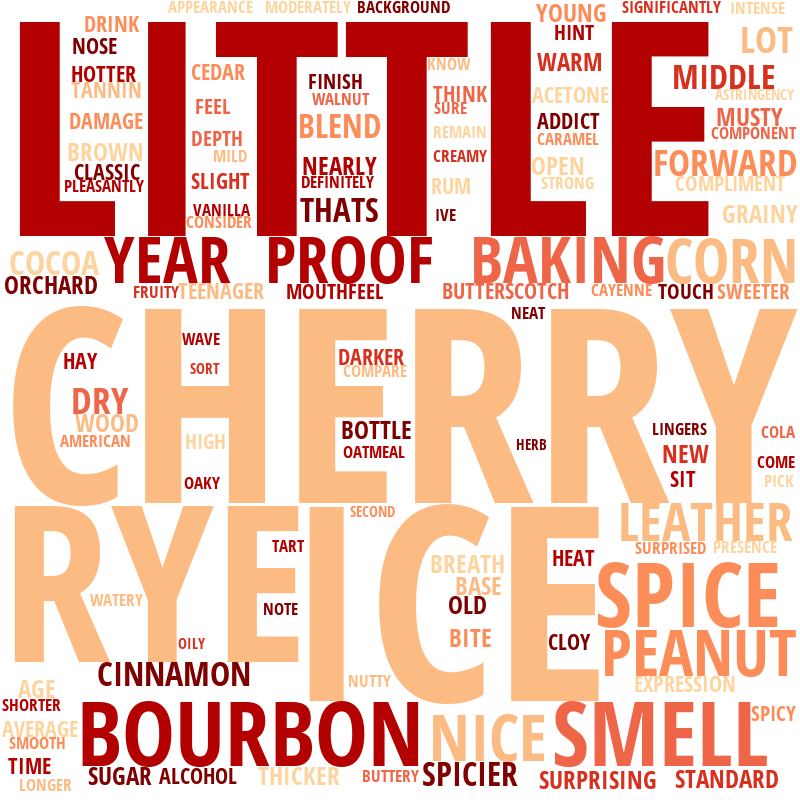 APPEARANCE MODERATELY BACKGROUND YOUNG SIGNIFICANTLY INTENSE
DRINK HINT LOT
NOSE WARM
HOTTER CEDAR KNOW MIDDLE
TANNIN FINISH THINK ACETONE ASTRINGENCY
FEEL WALNUT SURE MUSTY
DAMAGE BLEND ADDICT COMPONENT
DEPTH REMAIN CARAMEL
BROWN MILD CREAMY FORWARD
CLASSIC NEARLY OPEN
PLEASANTLY SLIGHT DEFINITELY RUM STRONG COMPLIMENT
LITTLE
VANILLA THATS IVE GRAINY
CONSIDER
COCOA YEAR PROOF BAKING CORN
ORCHARD FRUITY TEENAGER MOUTHFEEL BUTTERSCOTCH CAYENNE TOUCH SWEETER
NEAT
WAVE
HAY SORT DARKER
COMPARE
CHERRY
DRY
WOOD BOTTLE LINGERS COLA
AMERICAN HIGH OATMEAL HERB NEW COME
OAKY SIT PICK
SECOND LEATHER
TART SURPRISED PRESENCE
BREATH HEAT
RYE ICE
WATERY BASE SPICE
NOTE OLD
OILY BITE CLOY PEANUT
CINNAMON
AGE NUTTY EXPRESSION
SHORTER SPICY
AVERAGE BOURBON NICE SMELL
SMOOTH
TIME SUGAR ALCOHOL THICKER BUTTERY SPICIER SURPRISING STANDARD
LONGER